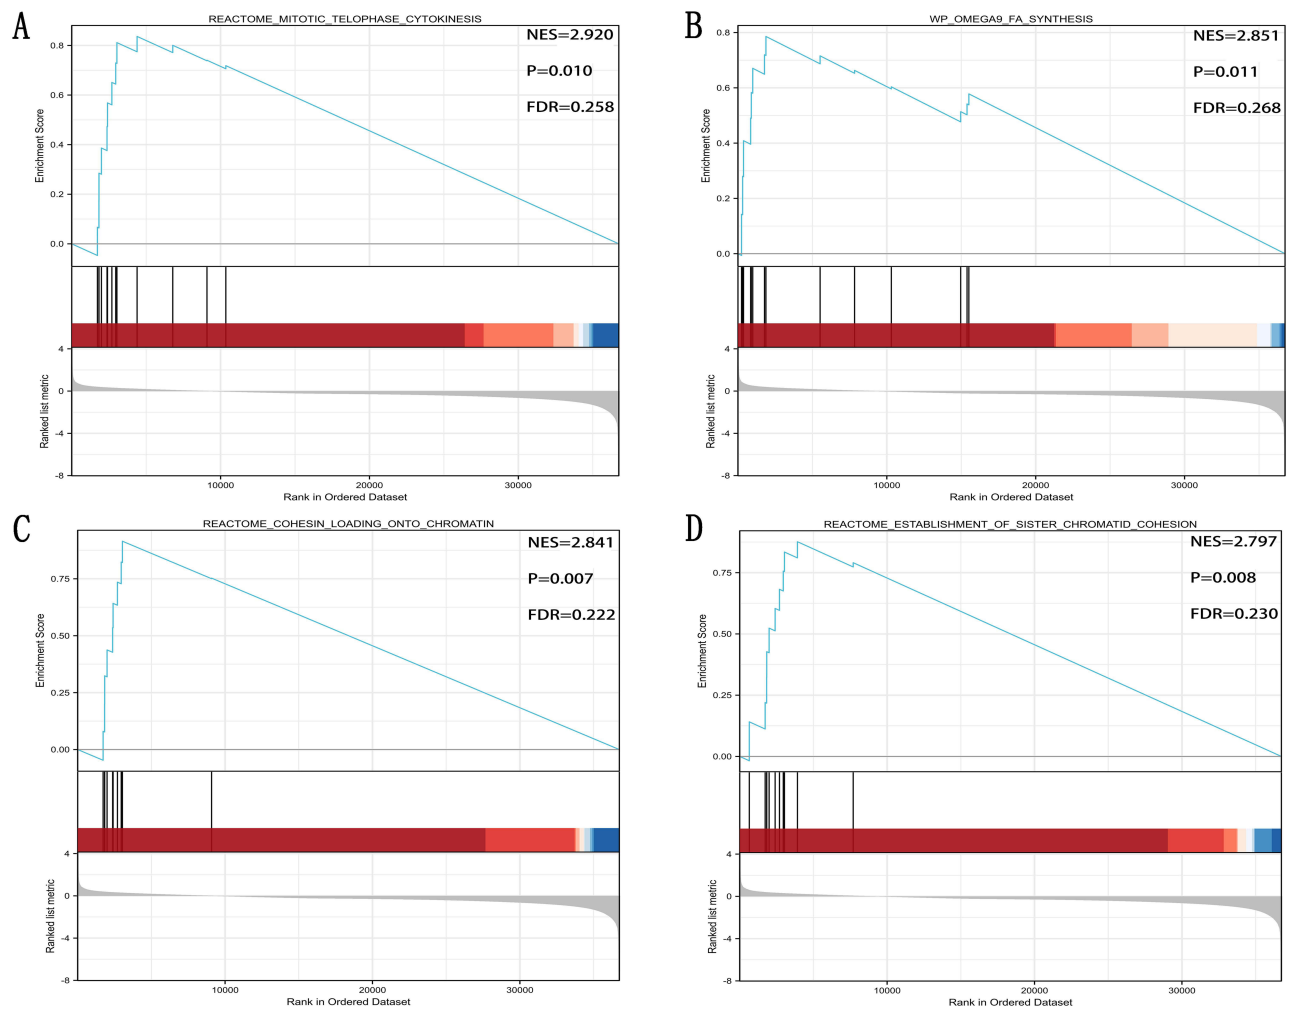 A
REACTOME_MITOTIC_TELOPHASE_CYTOKINESIS
NES=2.920
P=0.010
FDR=0.258
Enrichment Score
0.8
0.6
0.4
0.2
0.0
Ranked list metric
4
0
-4
-8
10000 20000 30000
Rank in Ordered Dataset
B
WP_OMEGA9_FA_SYNTHESIS
NES=2.851
P=0.011
FDR=0.268
Enrichment Score
0.8
0.6
0.4
0.2
0.0
Ranked list metric
4
0
-4
-8
10000 20000 30000
Rank in Ordered Dataset
C
REACTOME_COHESIN_LOADING_ONTO_CHROMATIN
NES=2.841
P=0.007
FDR=0.222
Enrichment Score
0.75
0.50
0.25
0.00
Ranked list metric
4
0
-4
-8
10000 20000 30000
Rank in Ordered Dataset
D
REACTOME_ESTABLISHMENT_OF_SISTER_CHROMATID_COHESION
NES=2.797
P=0.008
FDR=0.230
Enrichment Score
0.75
0.50
0.25
0.00
Ranked list metric
4
0
-4
-8
10000 20000 30000
Rank in Ordered Dataset